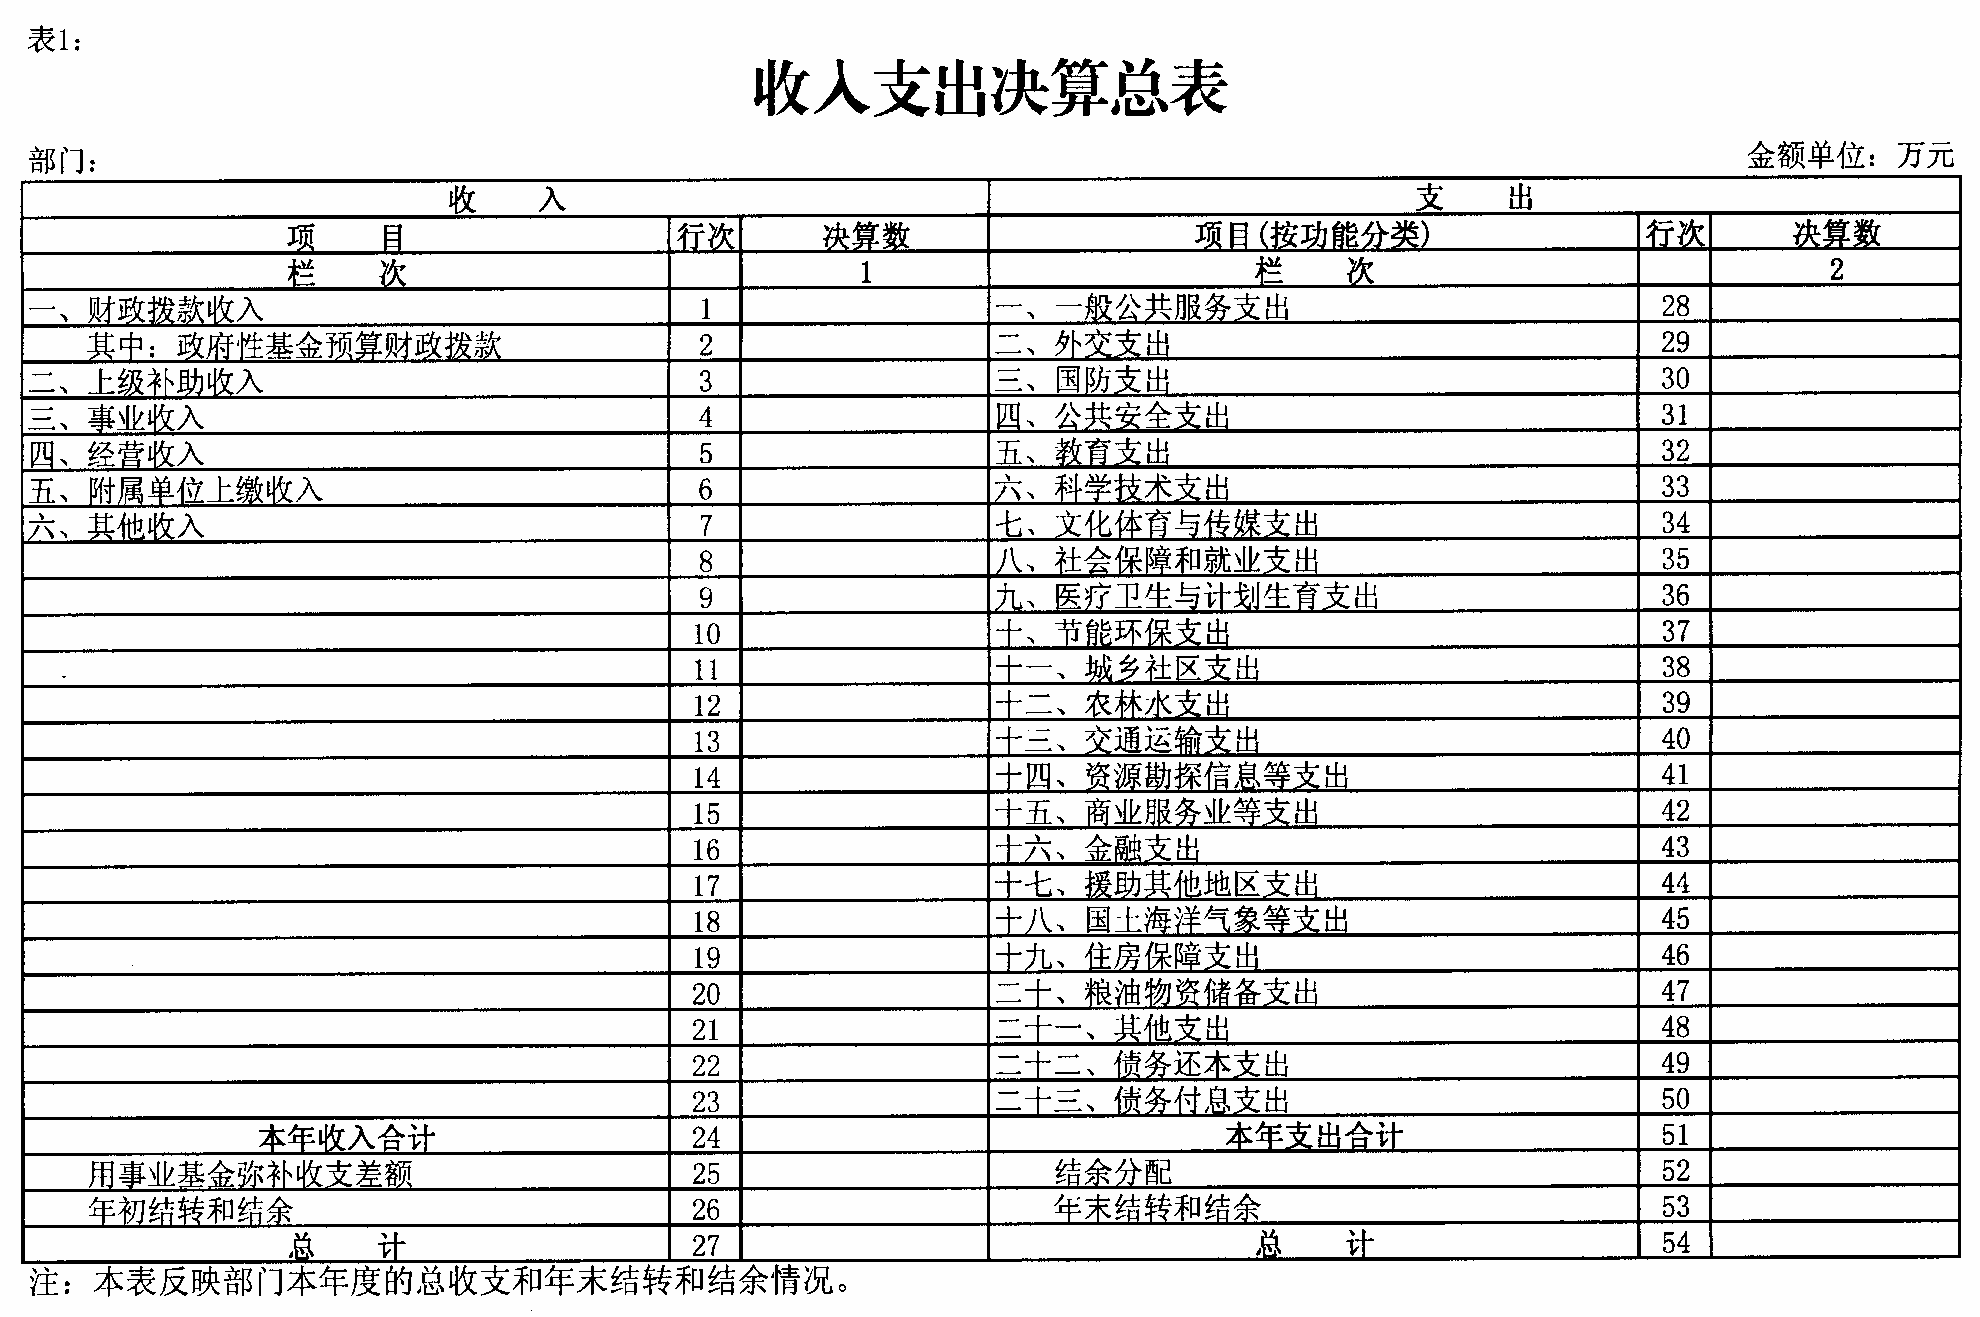 表1：
收入支出决算总表
部门：
金额单位：万元
收 入 支 出
项 目 行次 决算数 项目(按功能分类) 行次 决算数
栏 次 1 栏 次 2
一、财政拨款收入 1 一、一般公共服务支出 28
其中：政府性基金预算财政拨款 2 二、外交支出 29
二、上级补助收入 3 三、国防支出 30
三、事业收入 4 四、公共安全支出 31
四、经营收入 5 五、教育支出 32
五、附属单位上缴收入 6 六、科学技术支出 33
六、其他收入 7 七、文化体育与传媒支出 34
8 八、社会保障和就业支出 35
9 九、医疗卫生与计划生育支出 36
10 十、节能环保支出 37
11 十一、城乡社区支出 38
12 十二、农林水支出 39
13 十三、交通运输支出 40
14 十四、资源勘探信息等支出 41
15 十五、商业服务业等支出 42
16 十六、金融支出 43
17 十七、援助其他地区支出 44
18 十八、国土海洋气象等支出 45
19 十九、住房保障支出 46
20 二十、粮油物资储备支出 47
21 二十一、其他支出 48
22 二十二、债务还本支出 49
23 二十三、债务付息支出 50
本年收入合计 24 本年支出合计 51
用事业基金弥补收支差额 25 结余分配 52
年初结转和结余 26 年末结转和结余 53
总 计 27 总 计 54
注：本表反映部门本年度的总收支和年末结转和结余情况。